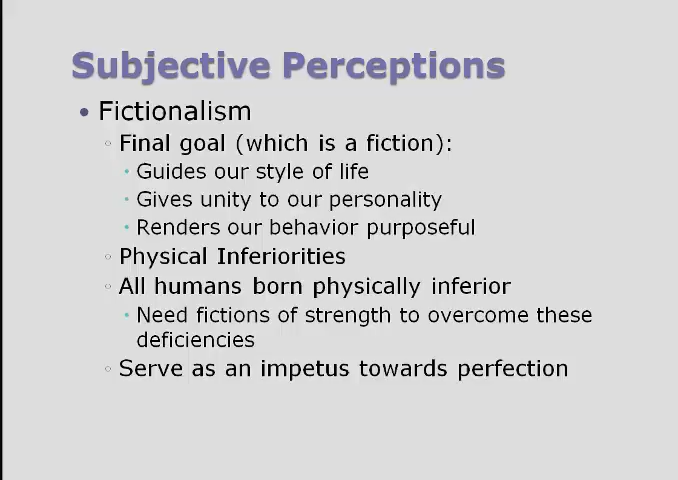 Subjective Perceptions
• Fictionalism
◦ Final goal (which is a fiction):
• Guides our style of life
• Gives unity to our personality
• Renders our behavior purposeful
◦ Physical Inferiorities
◦ All humans born physically inferior
• Need fictions of strength to overcome these
deficiencies
◦ Serve as an impetus towards perfection